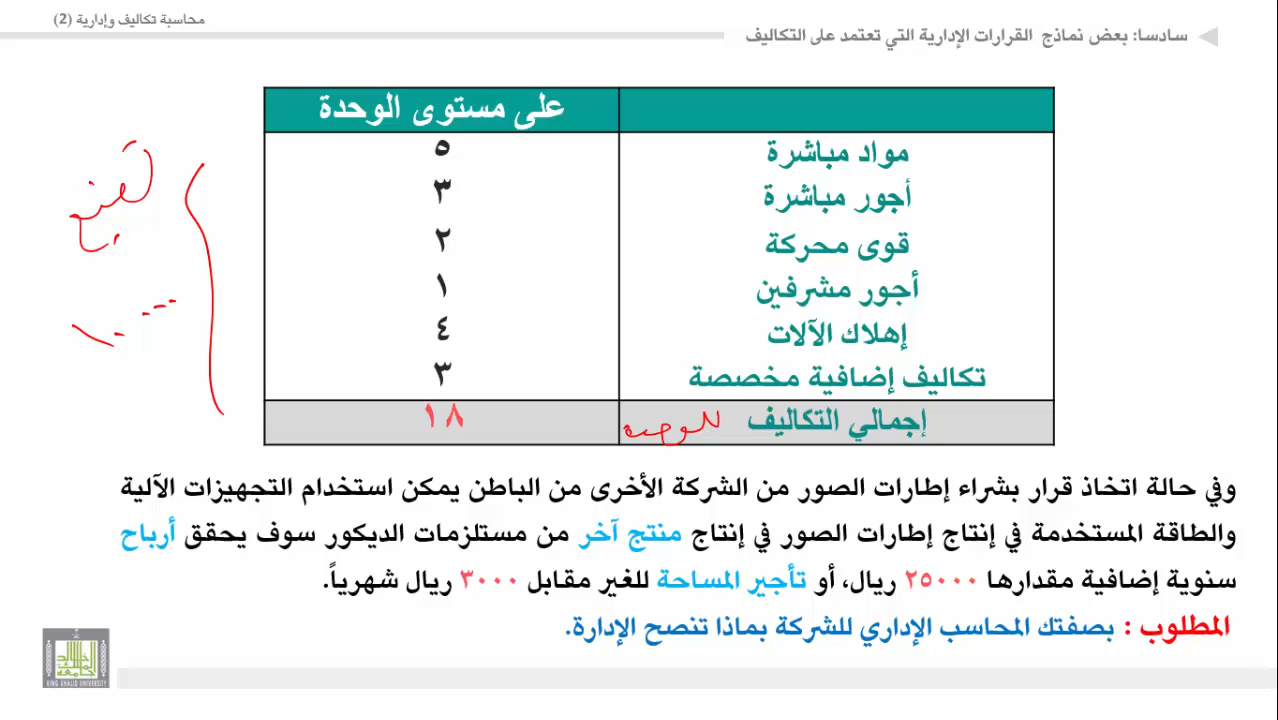 محاسبة تكاليف وإدارية (2)
سادسا: بعض نماذج القرارات الإدارية التي تعتمد على التكاليف
على مستوى الوحدة
مواد مباشرة ٥
أجور مباشرة ٣
قوى محركة ٢
أجور مشرفين ١
إهلاك الآلات ٤
تكاليف إضافية مخصصة ٣
إجمالي التكاليف للوحدة ١٨
وفي حالة اتخاذ قرار بشراء إطارات الصور من الشركة الأخرى من الباطن يمكن استخدام التجهيزات الآلية
والطاقة المستخدمة في إنتاج إطارات الصور في إنتاج منتج آخر من مستلزمات الديكور سوف يحقق أرباح
سنوية إضافية مقدارها ٢٥٠٠٠ ريال، أو تأجير المساحة للغير مقابل ٣٠٠٠ ريال شهرياً.
المطلوب : بصفتك المحاسب الإداري للشركة بماذا تنصح الإدارة.
KING KHALID UNIVERSITY